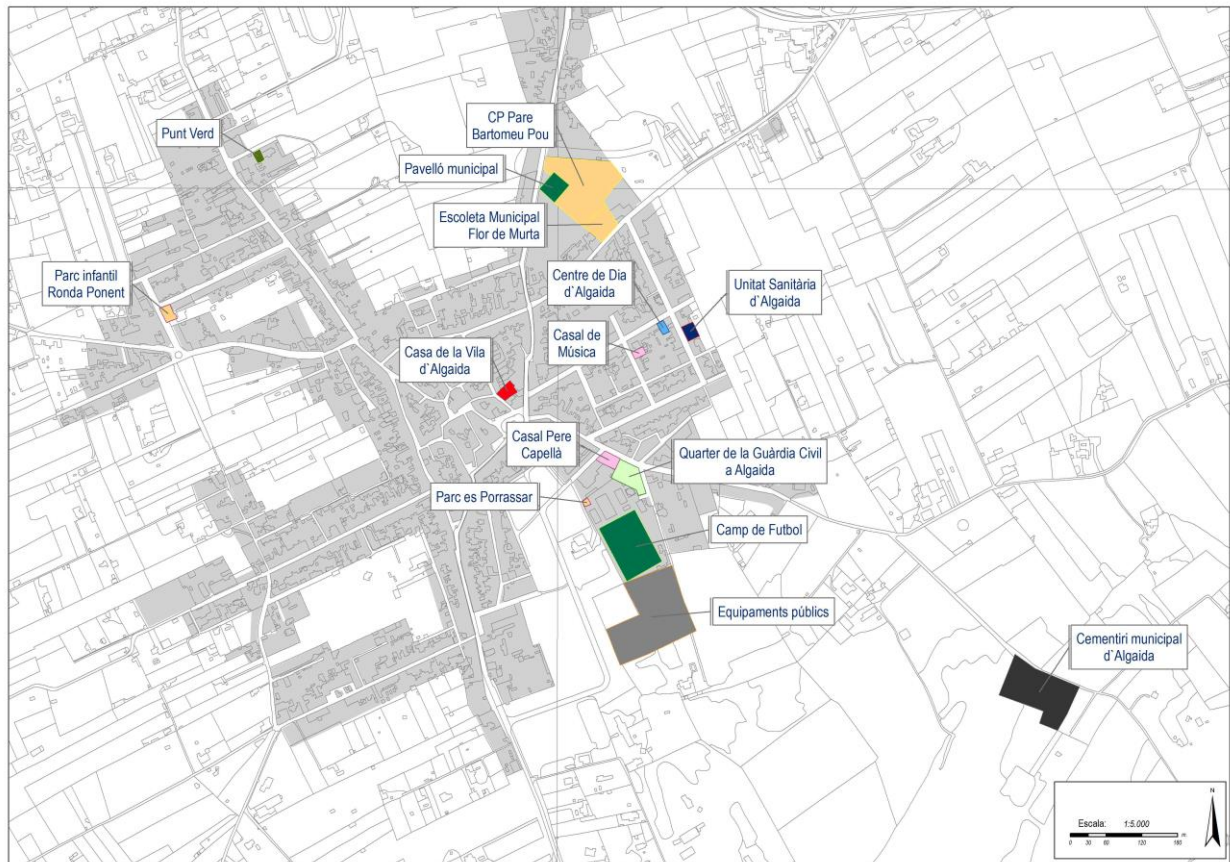 CP Pare
Bartomeu Pou
Punt Verd
Pavelló municipal
Escoleta Municipal
Flor de Murta
Parc infantil
Ronda Ponent
Centre de Dia
d`Algaida
Unitat Sanitària
d`Algaida
Casal de
Música
Casa de la Vila
d`Algaida
Casal Pere
Capellà
Quarter de la Guàrdia Civil
a Algaida
Parc es Porrassar
Camp de Futbol
Equipaments públics
Cementiri municipal
d`Algaida
N
Escala: 1:5.000
0 30 60 120 180 m